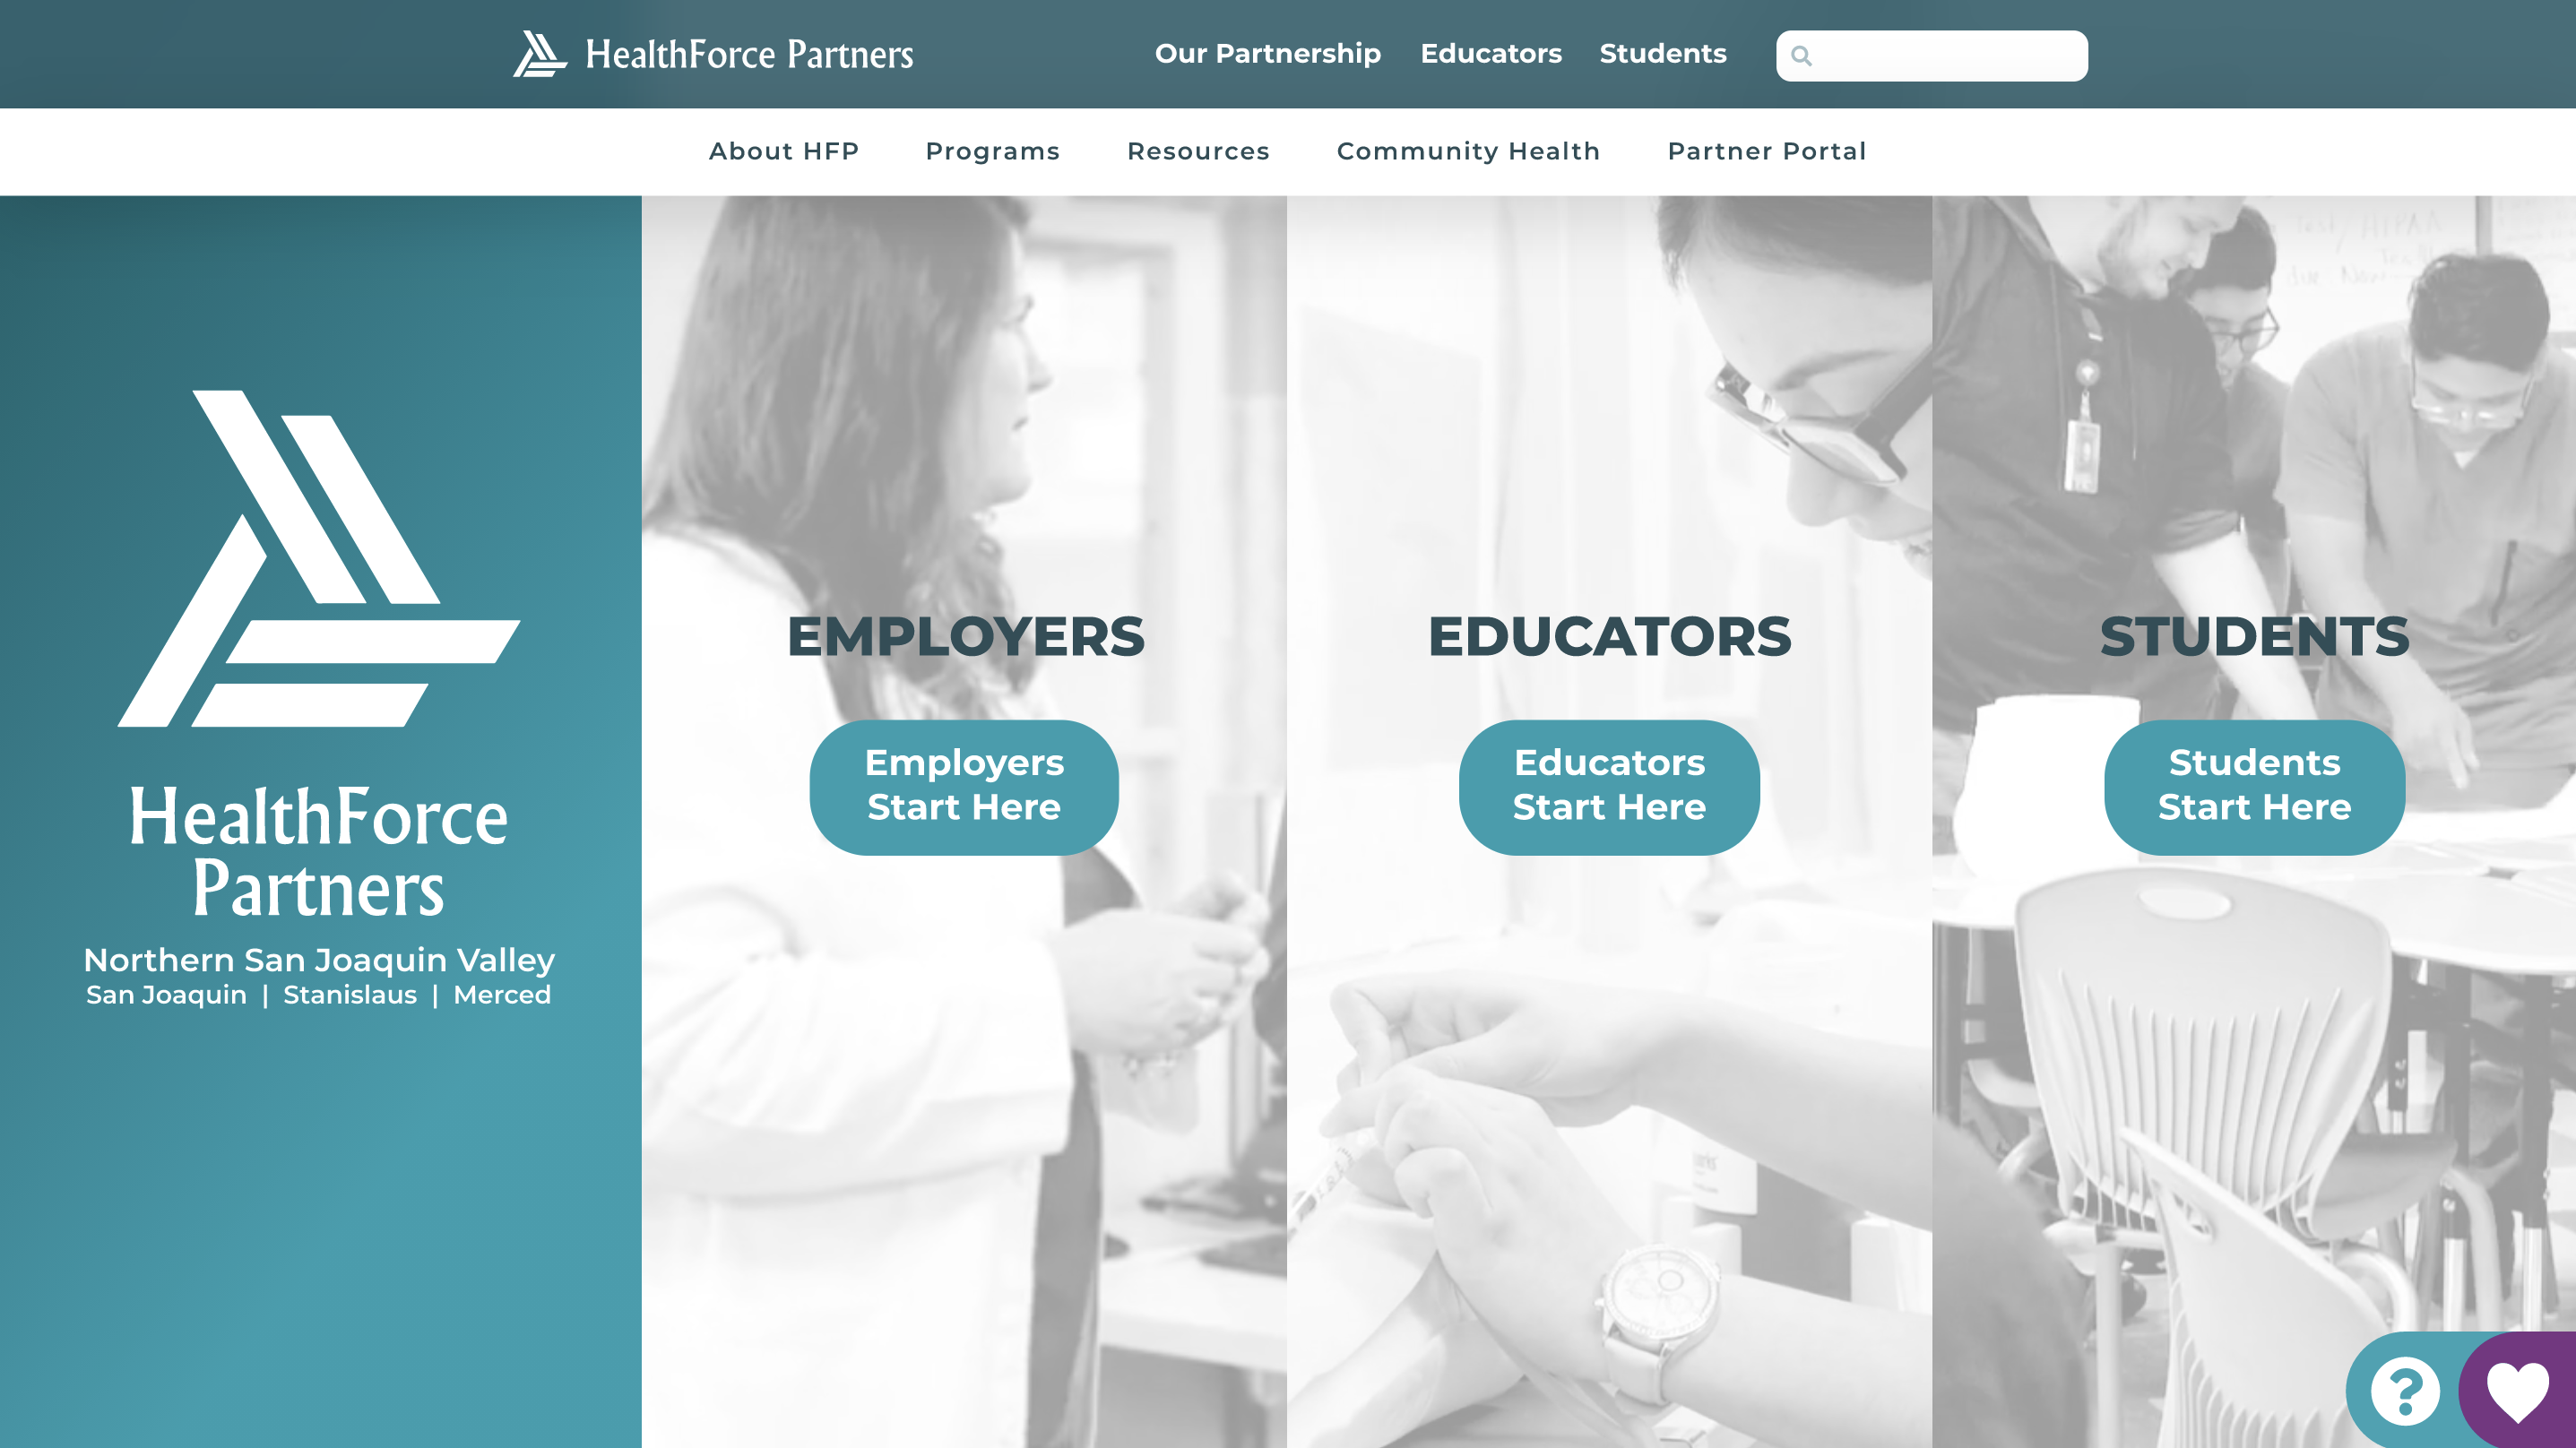 HealthForce Partners
Our Partnership
Educators
Students
About HFP
Programs
Resources
Community Health
Partner Portal
HealthForce
Partners
Northern San Joaquin Valley
San Joaquin | Stanislaus | Merced
EMPLOYERS
Employers
Start Here
EDUCATORS
Educators
Start Here
STUDENTS
Students
Start Here
?